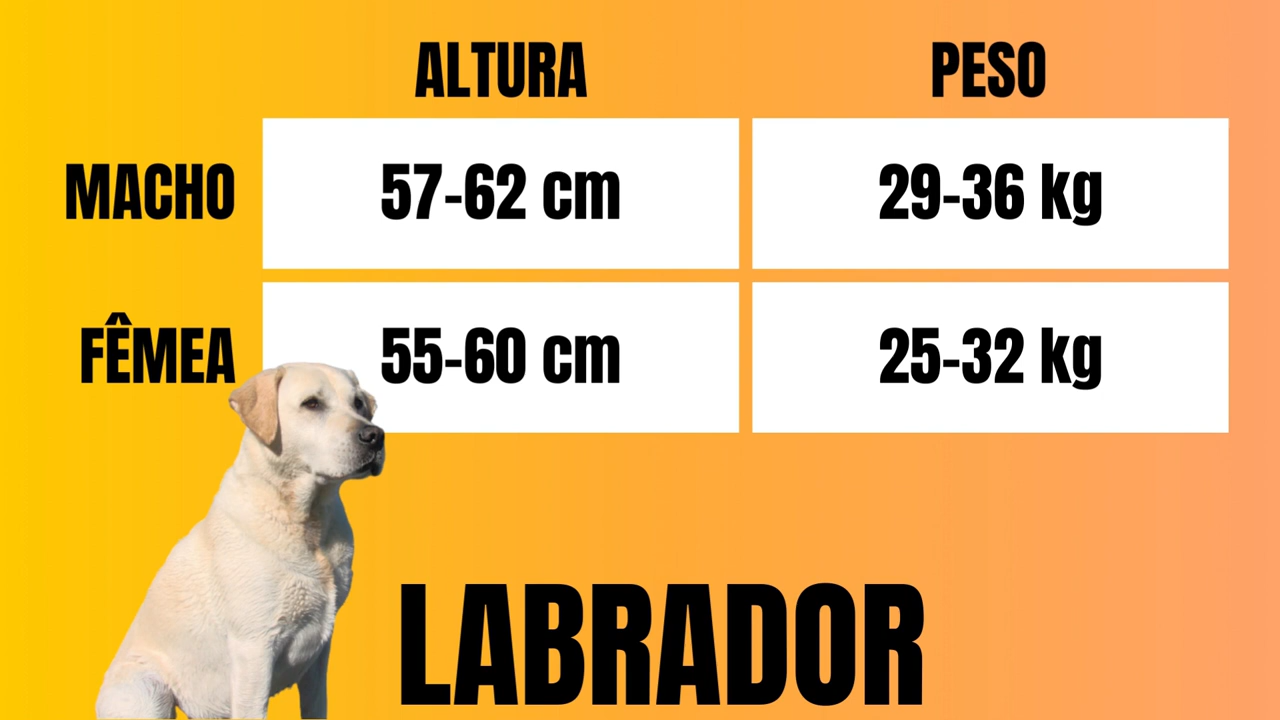 ALTURA PESO
MACHO 57-62 cm 29-36 kg
FÊMEA 55-60 cm 25-32 kg
LABRADOR